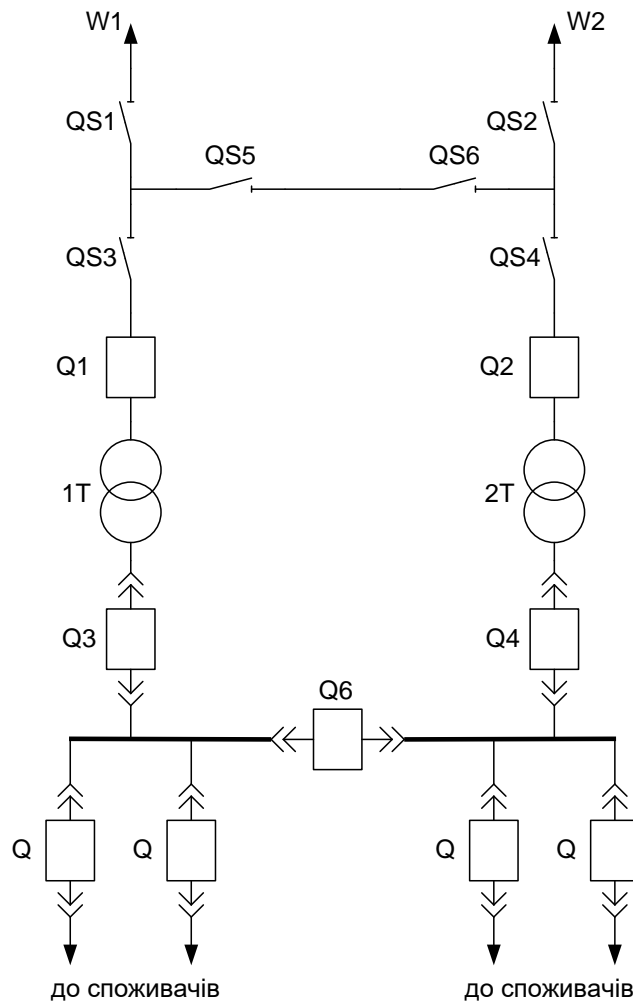 W1 W2
QS1 QS2
QS5 QS6
QS3 QS4
Q1 Q2
1T 2T
Q3 Q4
Q6
Q Q Q Q
до споживачів до споживачів